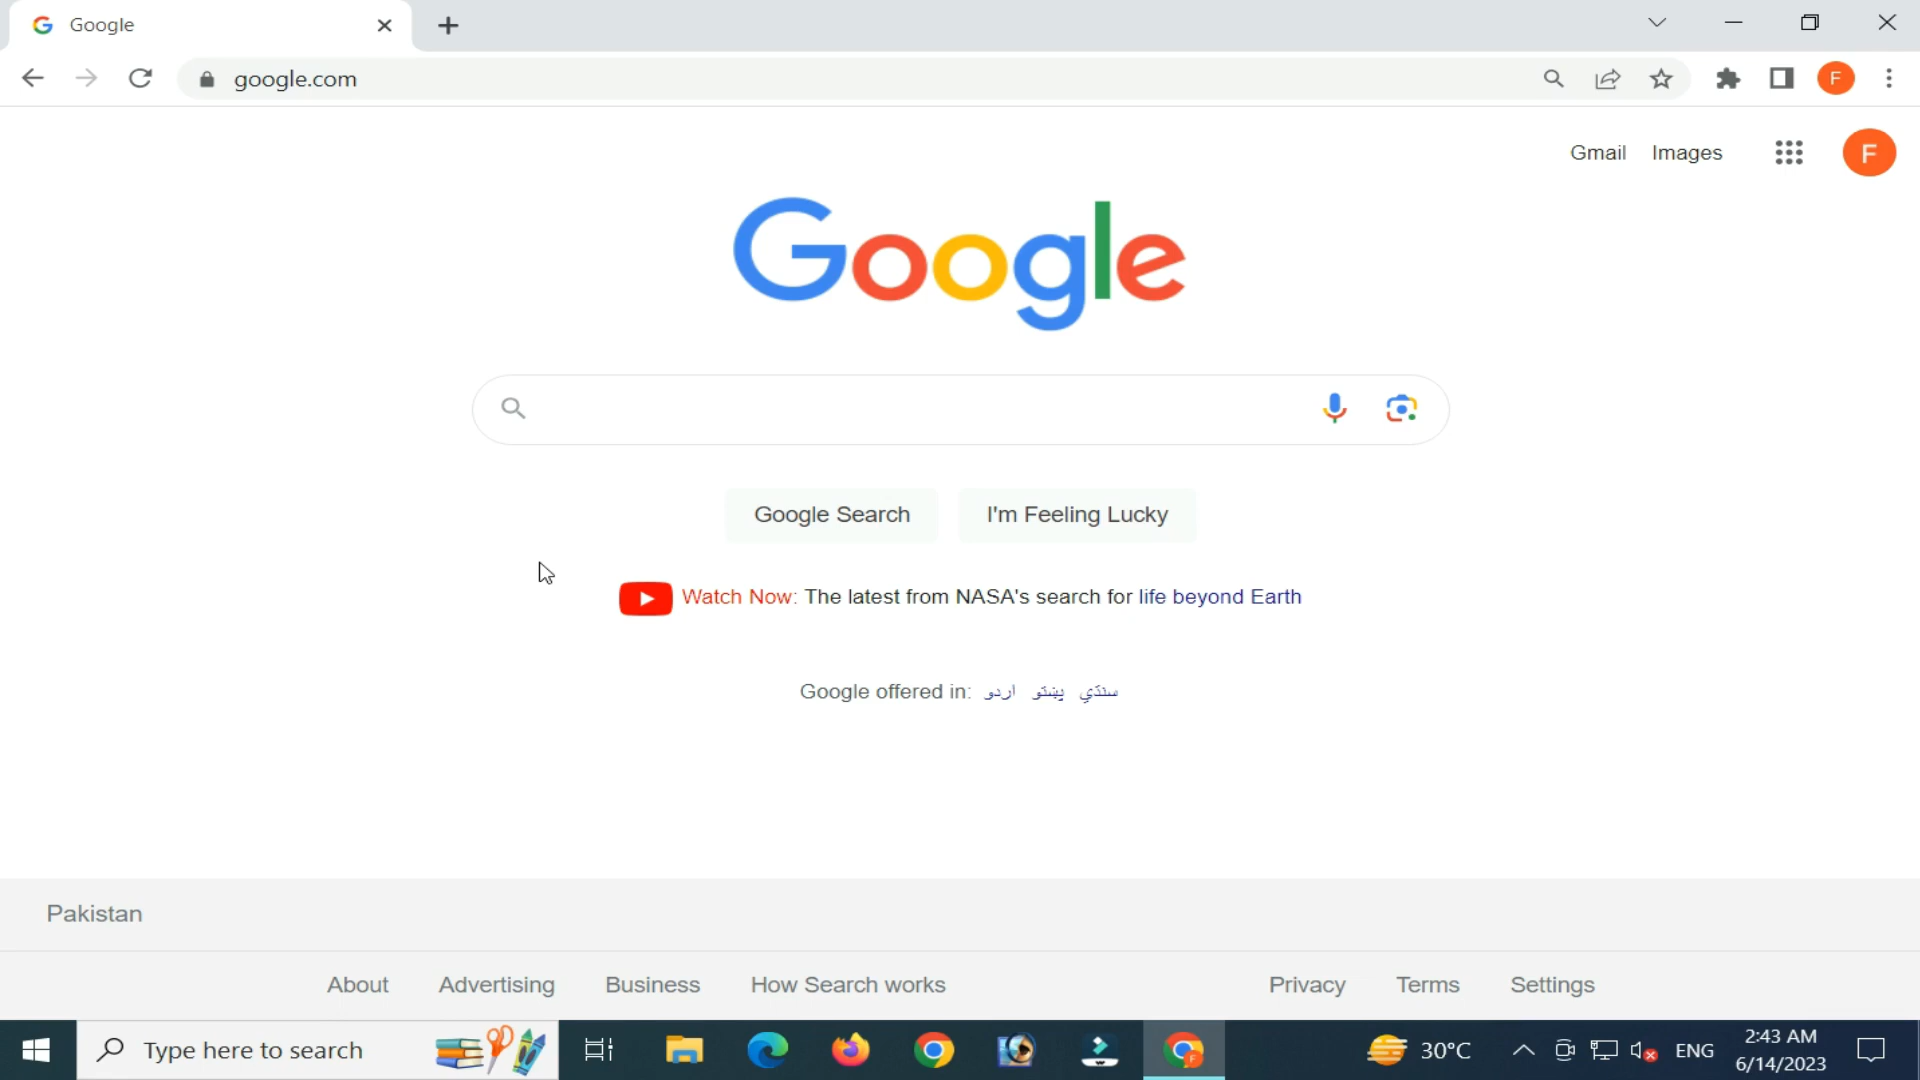 Google
google.com
F
Gmail Images
F
Google
Google Search I'm Feeling Lucky
Watch Now: The latest from NASA's search for life beyond Earth
Google offered in: اردو پښتو سنڌي
Pakistan
About Advertising Business How Search works Privacy Terms Settings
Type here to search 30°C ENG 2:43 AM
6/14/2023